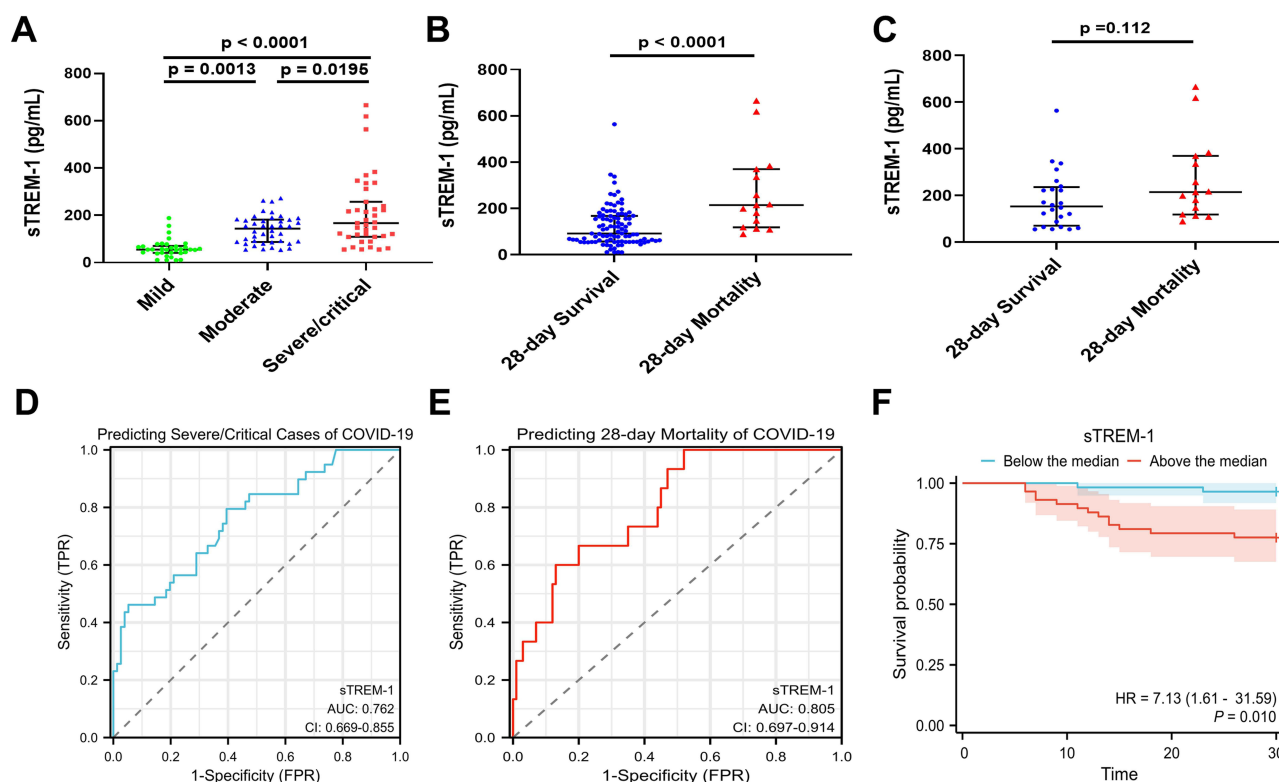 A
p < 0.0001
p = 0.0013
p = 0.0195
sTREM-1 (pg/mL)
800
600
400
200
0
Mild
Moderate
Severe/critical
B
p < 0.0001
sTREM-1 (pg/mL)
800
600
400
200
0
28-day Survival
28-day Mortality
C
p =0.112
sTREM-1 (pg/mL)
800
600
400
200
0
28-day Survival
28-day Mortality
D
Predicting Severe/Critical Cases of COVID-19
Sensitivity (TPR)
1.0
0.8
0.6
0.4
0.2
0.0
sTREM-1
AUC: 0.762
CI: 0.669-0.855
0.0 0.2 0.4 0.6 0.8 1.0
1-Specificity (FPR)
E
Predicting 28-day Mortality of COVID-19
Sensitivity (TPR)
1.0
0.8
0.6
0.4
0.2
0.0
sTREM-1
AUC: 0.805
CI: 0.697-0.914
0.0 0.2 0.4 0.6 0.8 1.0
1-Specificity (FPR)
F
sTREM-1
Below the median Above the median
Survival probability
1.00
0.75
0.50
0.25
0.00
HR = 7.13 (1.61 - 31.59)
P = 0.010
0 10 20 30
Time